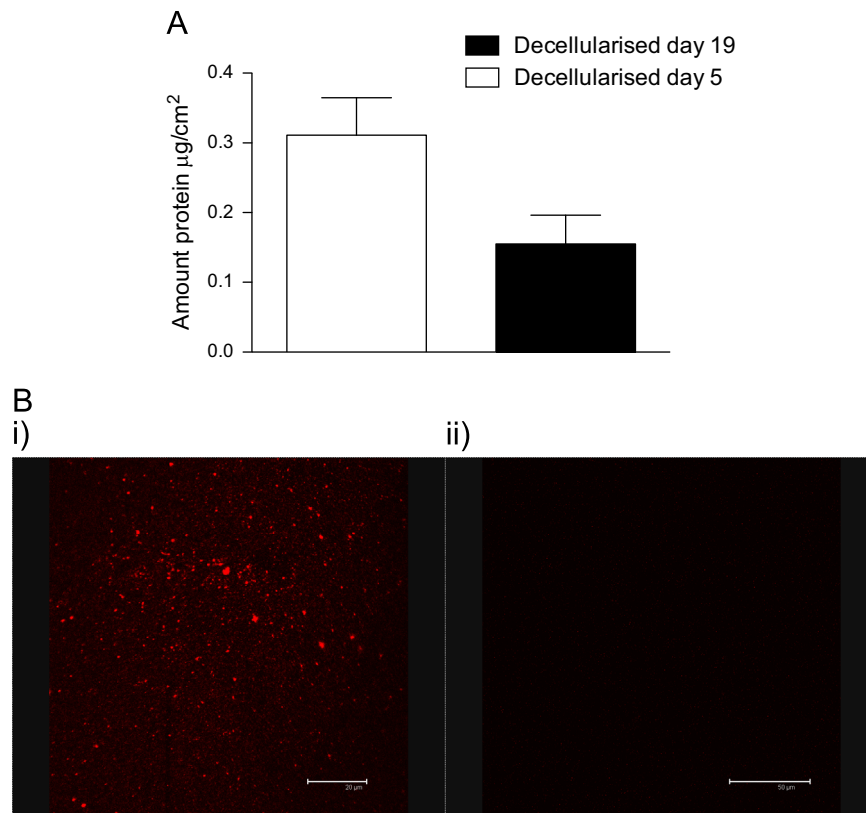 A
Decellularised day 19
Decellularised day 5
Amount protein μg/cm²
0.4
0.3
0.2
0.1
0.0
B
i)
ii)
20 μm
50 μm